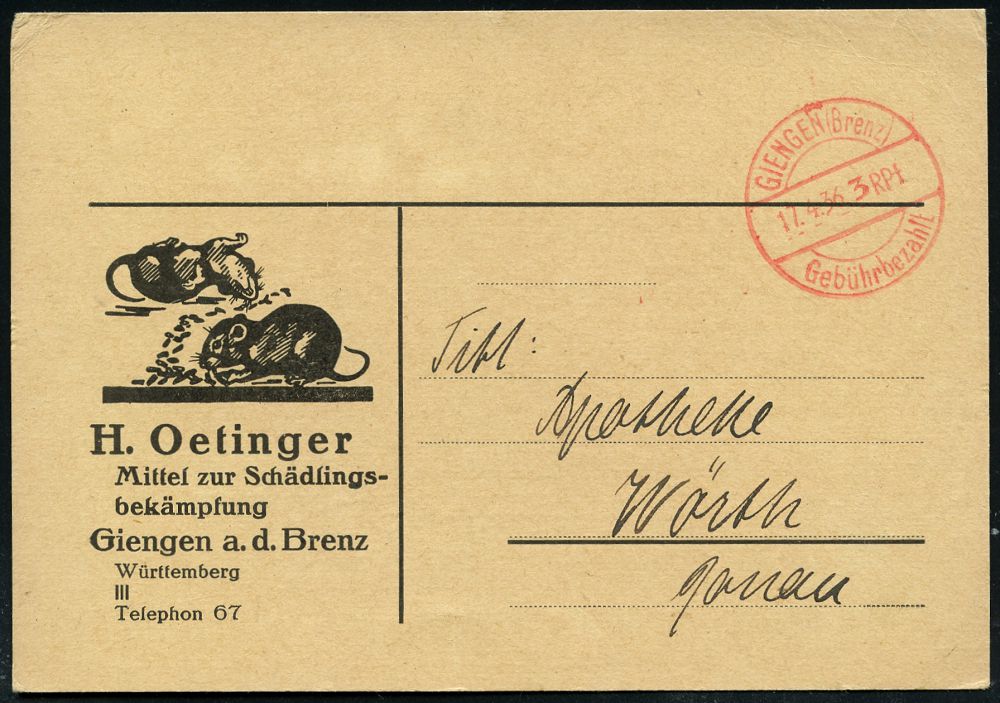 GIENGEN (Brenz)
17.4.36 3 RPf
Gebührbezahlt
H. Oetinger
Mittel zur Schädlings-
bekämpfung
Giengen a. d. Brenz
Württemberg
III
Telephon 67
Titl:
Apotheke
Wörth
Donau